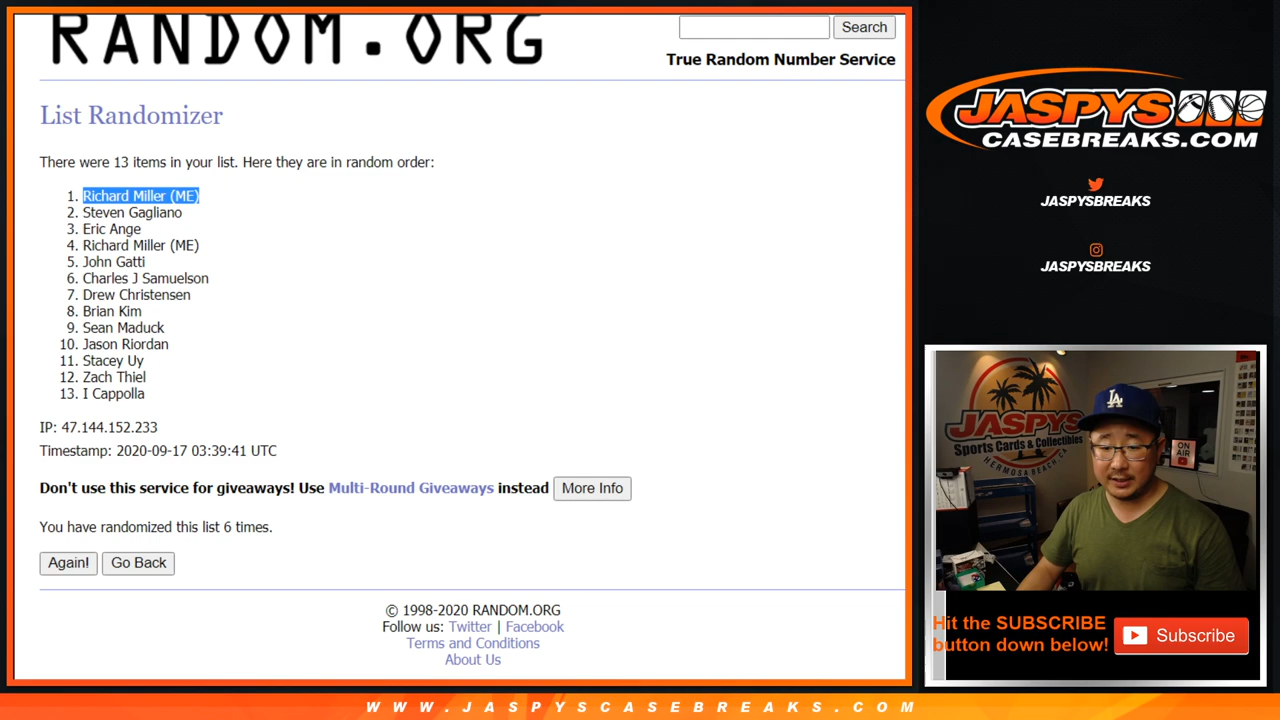 RANDOM.ORG
Search
True Random Number Service
List Randomizer
There were 13 items in your list. Here they are in random order:
1. Richard Miller (ME)
2. Steven Gagliano
3. Eric Ange
4. Richard Miller (ME)
5. John Gatti
6. Charles J Samuelson
7. Drew Christensen
8. Brian Kim
9. Sean Maduck
10. Jason Riordan
11. Stacey Uy
12. Zach Thiel
13. I Cappolla
IP: 47.144.152.233
Timestamp: 2020-09-17 03:39:41 UTC
Don't use this service for giveaways! Use Multi-Round Giveaways instead More Info
You have randomized this list 6 times.
Again! Go Back
© 1998-2020 RANDOM.ORG
Follow us: Twitter | Facebook
Terms and Conditions
About Us
JASPYS
CASEBREAKS.COM
JASPYSBREAKS
JASPYSBREAKS
JASPYS
Sports Cards & Collectibles
HERMOSA BEACH CA
LA
ON
AIR
Hit the SUBSCRIBE
button down below!
Subscribe
WWW.JASPYSCASEBREAKS.COM